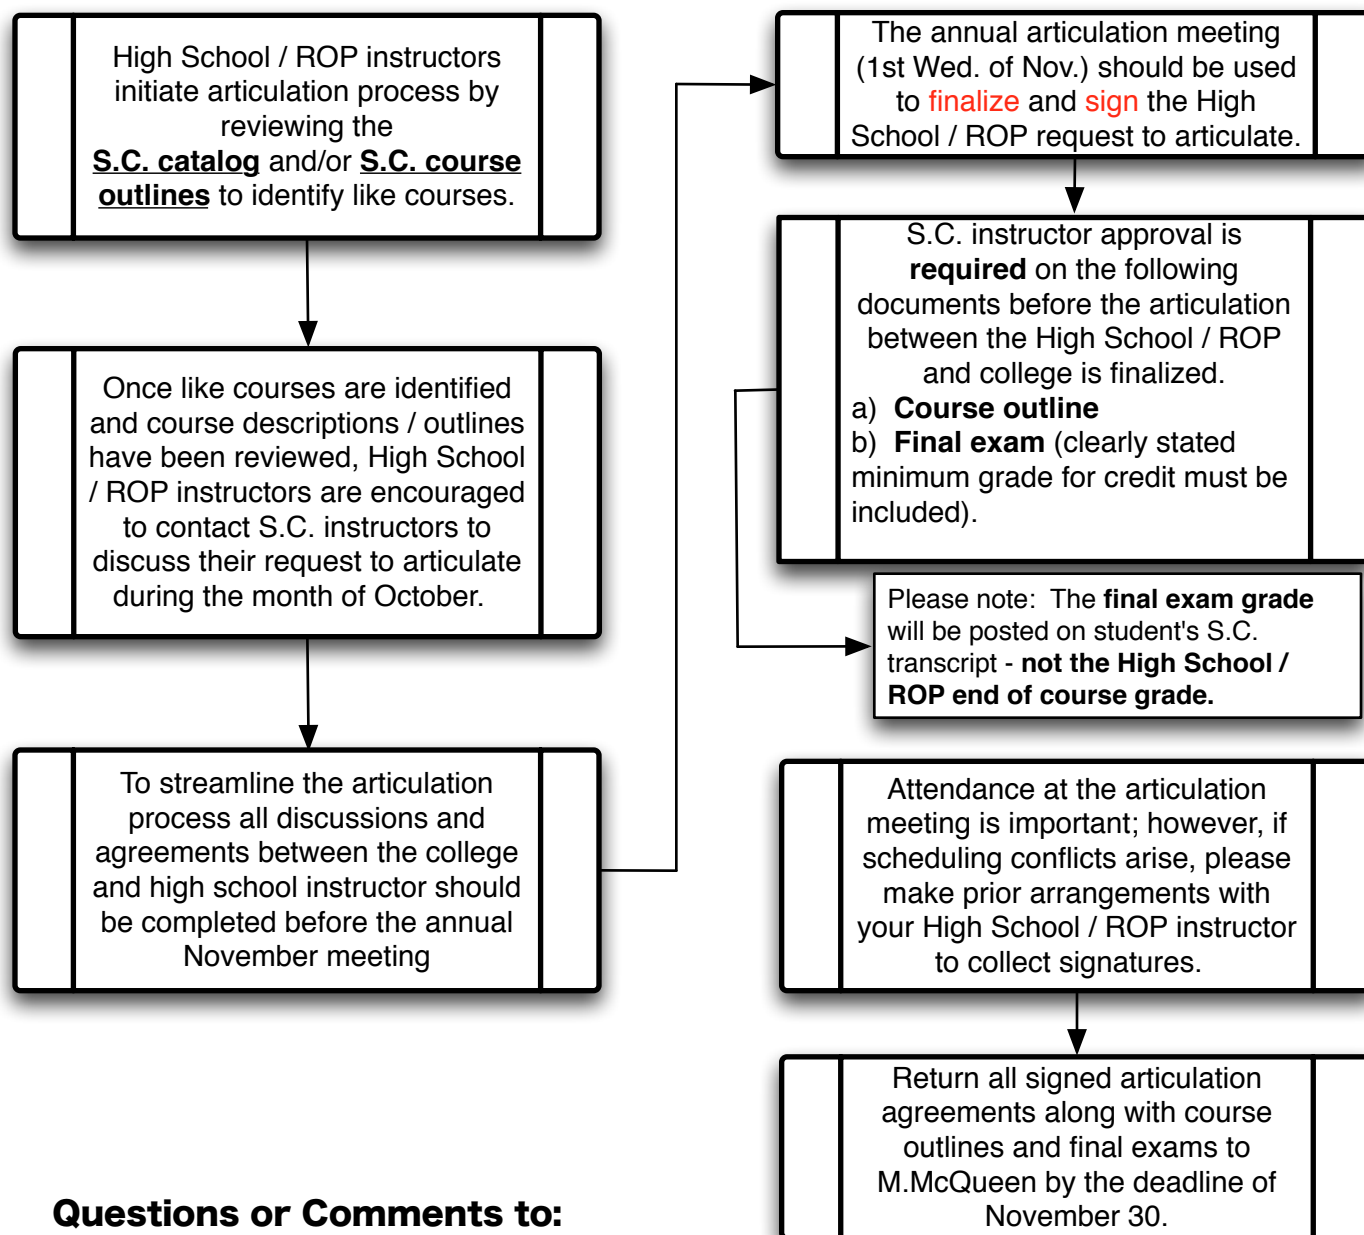 High School / ROP instructors
initiate articulation process by
reviewing the
S.C. catalog and/or S.C. course
outlines to identify like courses.
Once like courses are identified
and course descriptions / outlines
have been reviewed, High School
/ ROP instructors are encouraged
to contact S.C. instructors to
discuss their request to articulate
during the month of October.
To streamline the articulation
process all discussions and
agreements between the college
and high school instructor should
be completed before the annual
November meeting
The annual articulation meeting
(1st Wed. of Nov.) should be used
to finalize and sign the High
School / ROP request to articulate.
S.C. instructor approval is
required on the following
documents before the articulation
between the High School / ROP
and college is finalized.
a) Course outline
b) Final exam (clearly stated
minimum grade for credit must be
included).
Please note: The final exam grade
will be posted on student's S.C.
transcript - not the High School /
ROP end of course grade.
Attendance at the articulation
meeting is important; however, if
scheduling conflicts arise, please
make prior arrangements with
your High School / ROP instructor
to collect signatures.
Return all signed articulation
agreements along with course
outlines and final exams to
M.McQueen by the deadline of
November 30.
Questions or Comments to: